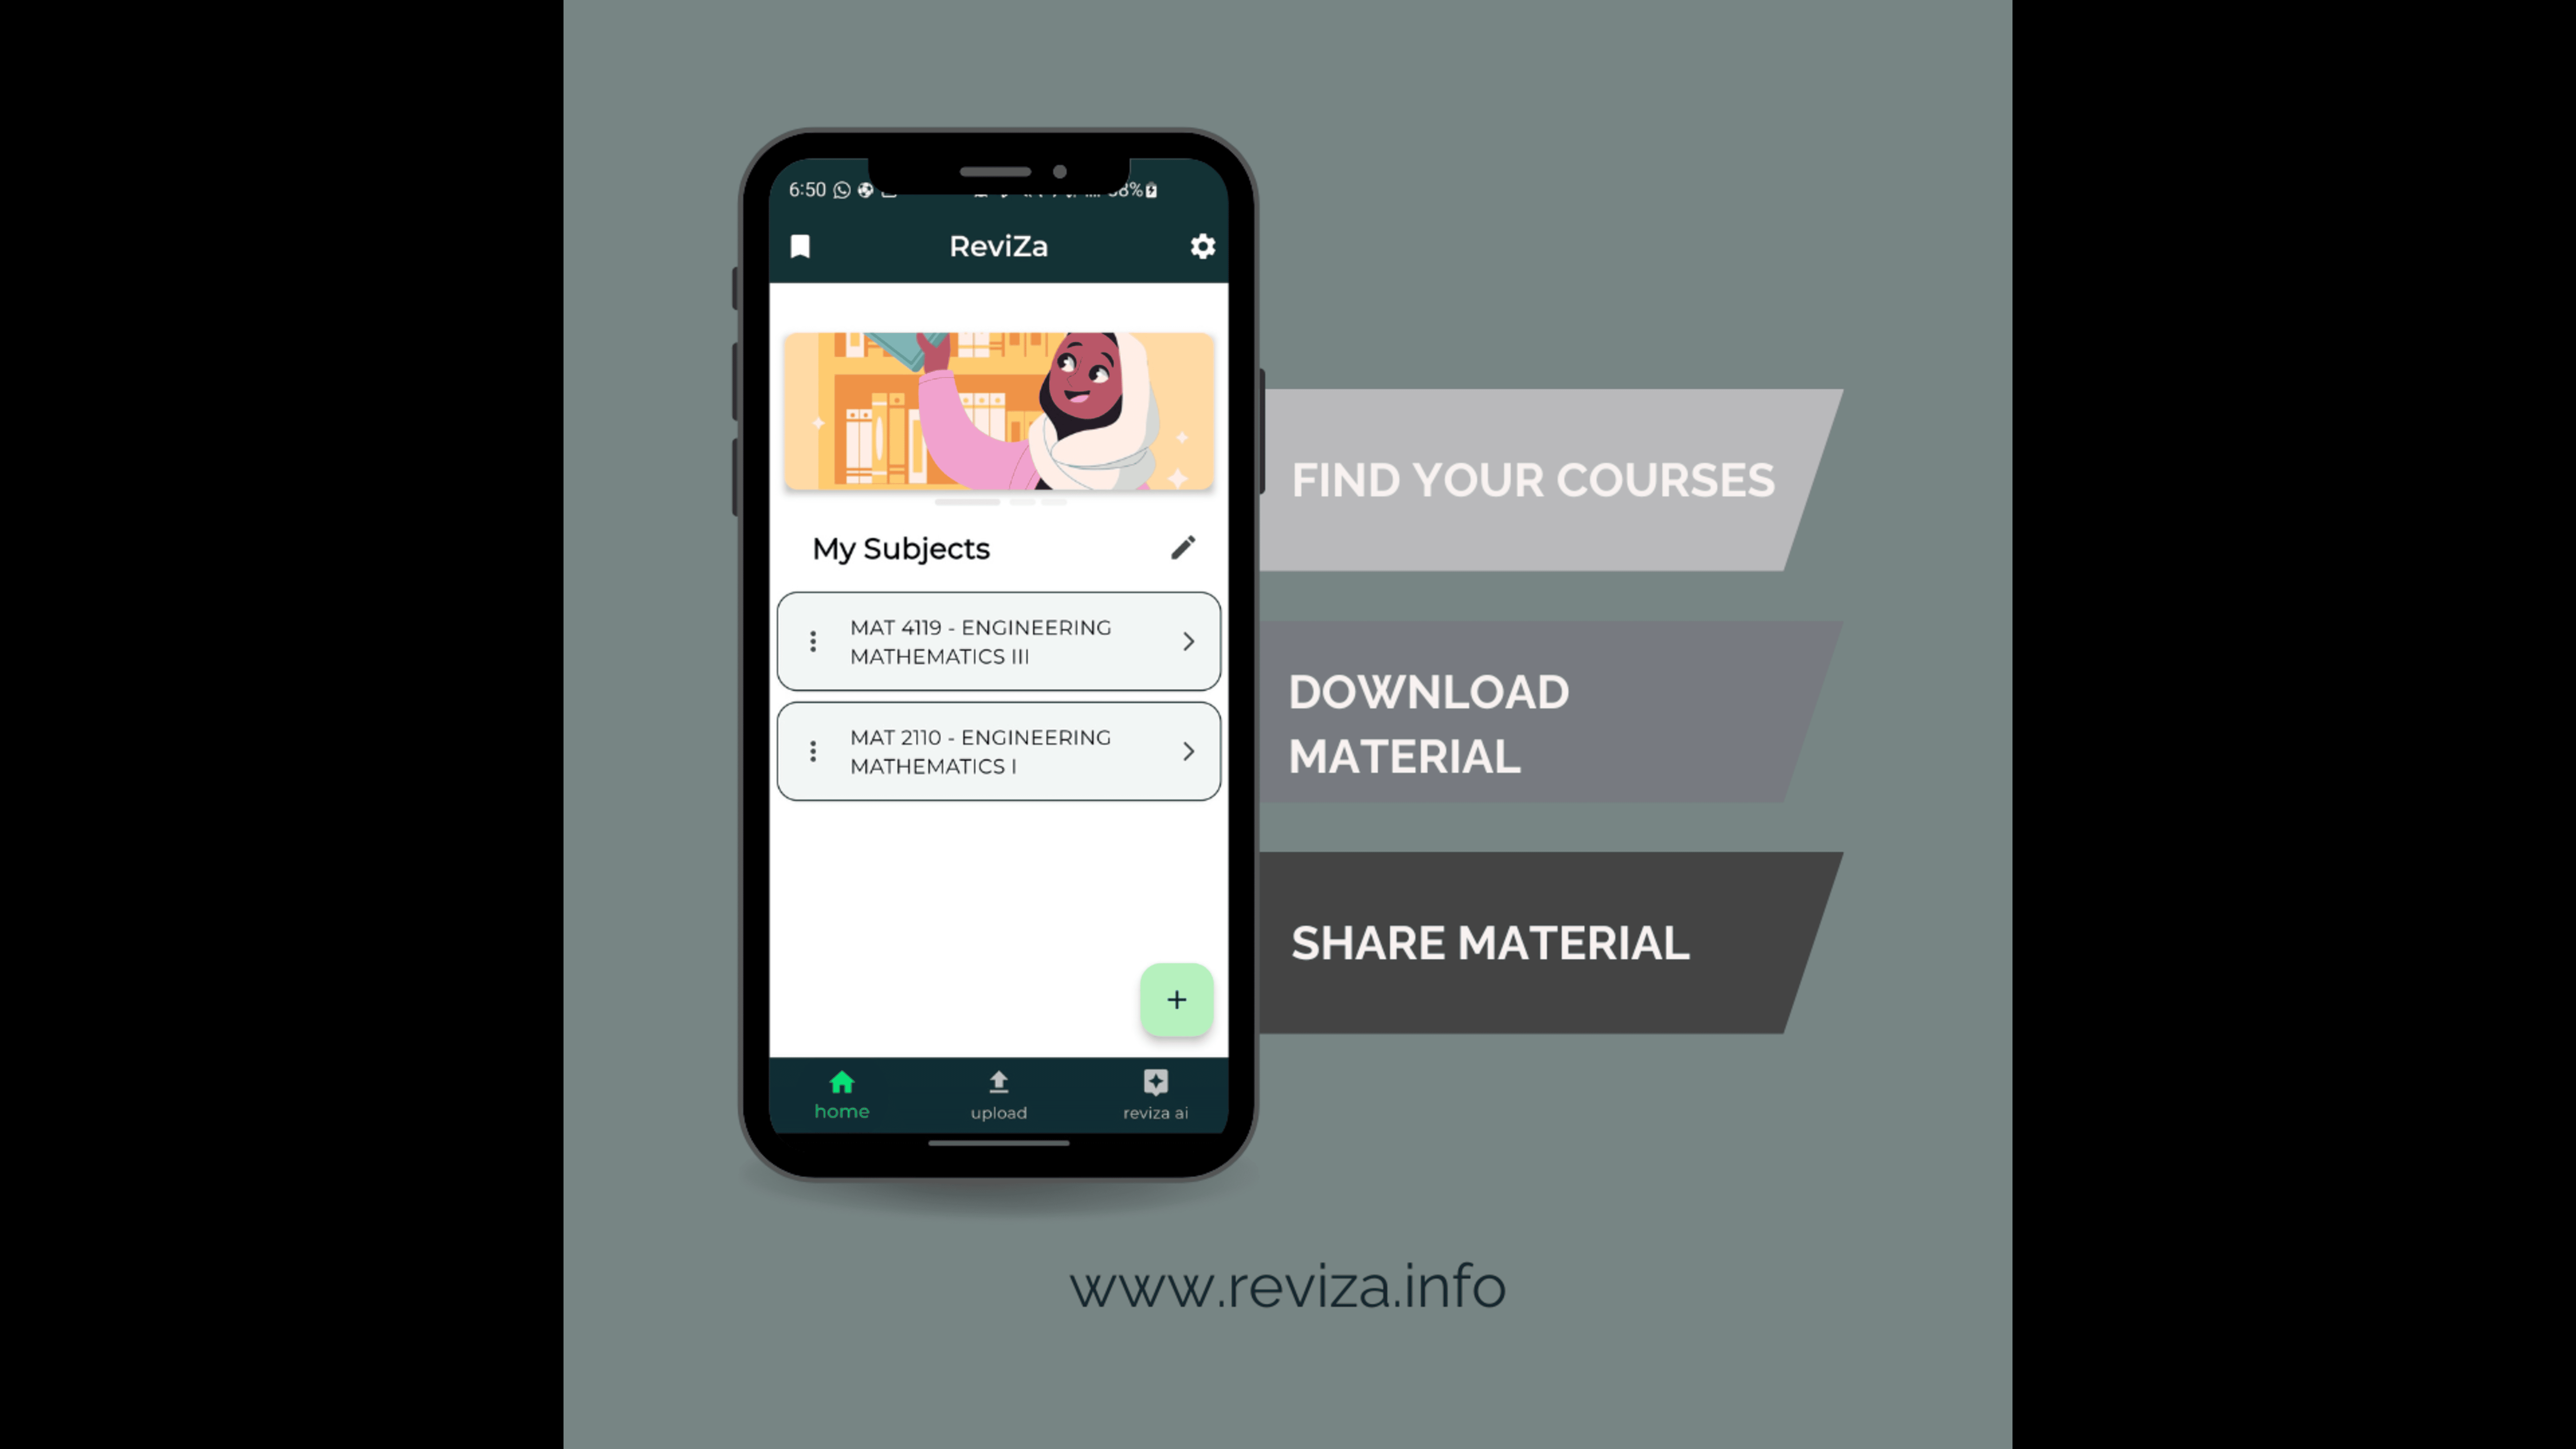 6:50
ReviZa
My Subjects
MAT 4119 - ENGINEERING
MATHEMATICS III
MAT 2110 - ENGINEERING
MATHEMATICS I
+
home
upload
reviza ai
FIND YOUR COURSES
DOWNLOAD
MATERIAL
SHARE MATERIAL
www.reviza.info